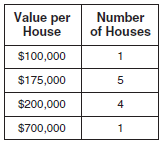 Value per House | Number of Houses
$100,000 | 1
$175,000 | 5
$200,000 | 4
$700,000 | 1